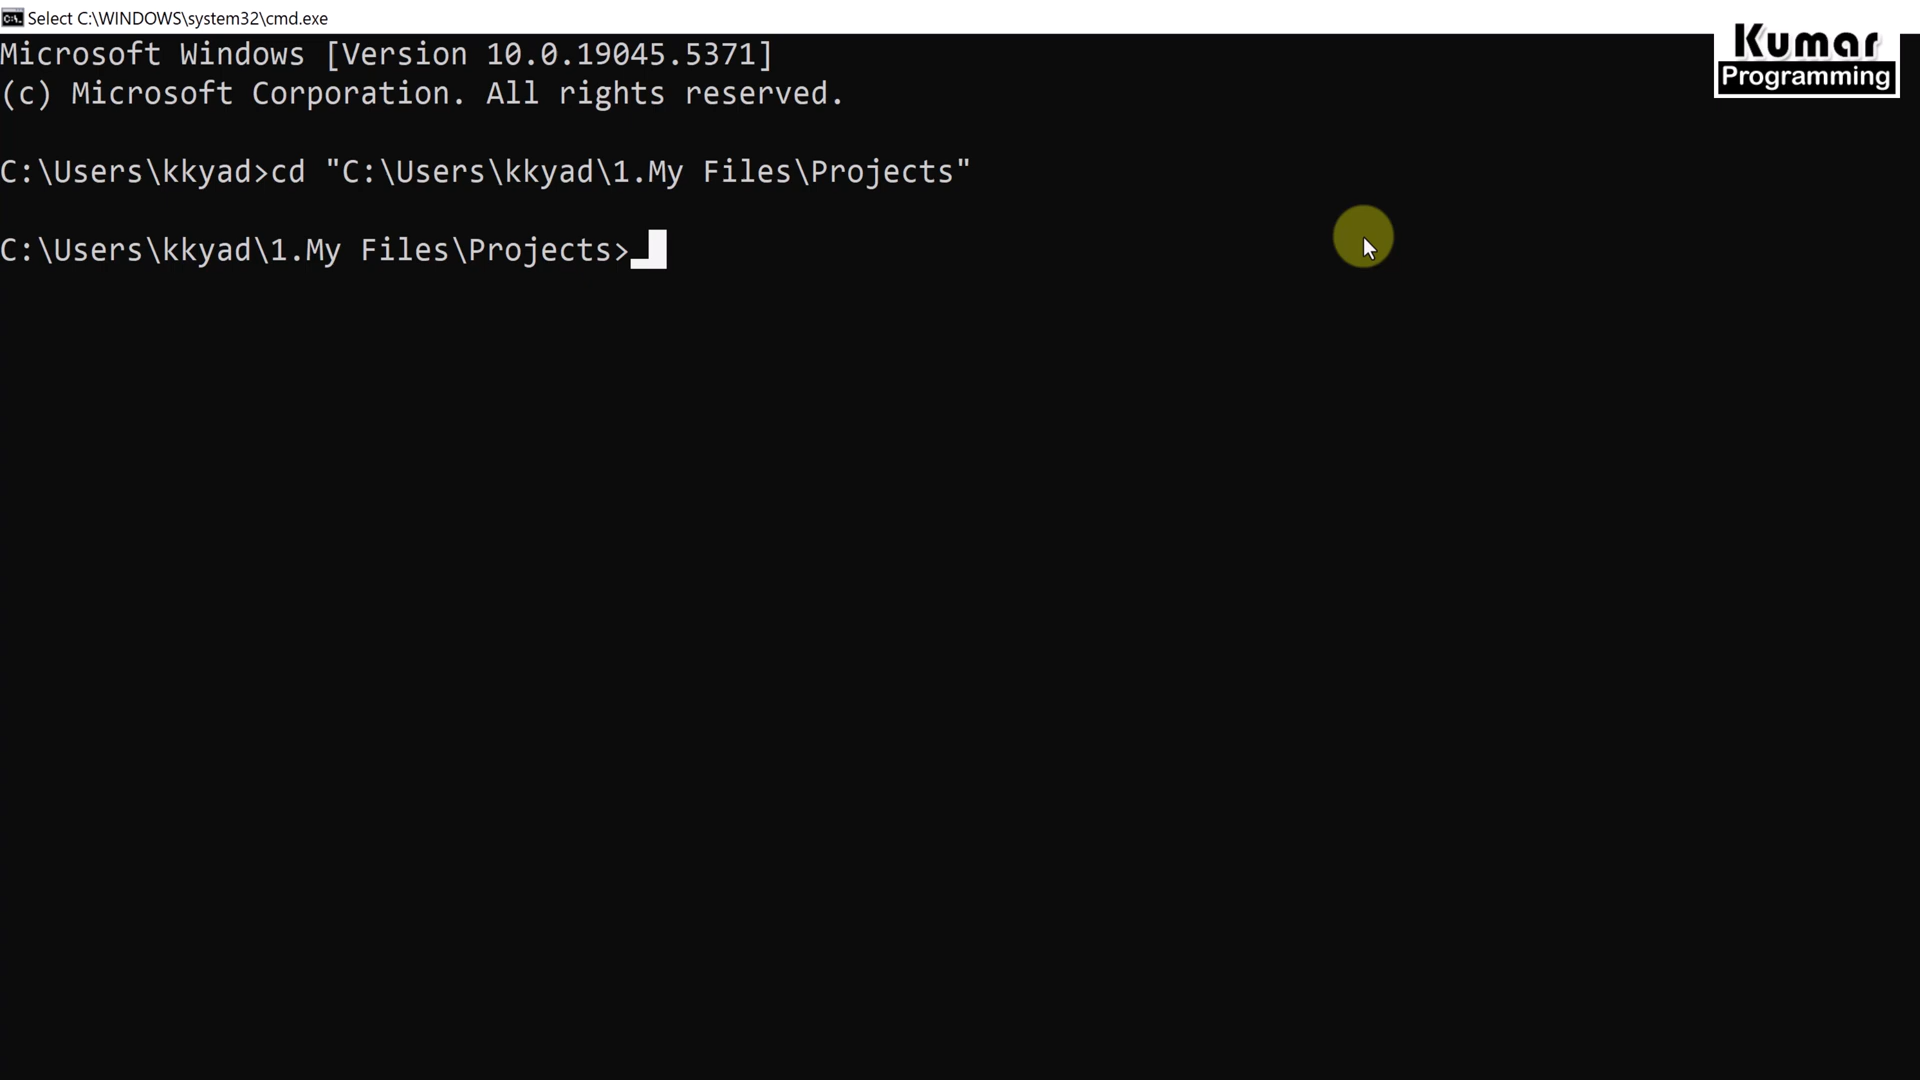 Select C:\WINDOWS\system32\cmd.exe
Kumar
Programming
Microsoft Windows [Version 10.0.19045.5371]
(c) Microsoft Corporation. All rights reserved.
C:\Users\kkyad>cd "C:\Users\kkyad\1.My Files\Projects"
C:\Users\kkyad\1.My Files\Projects>